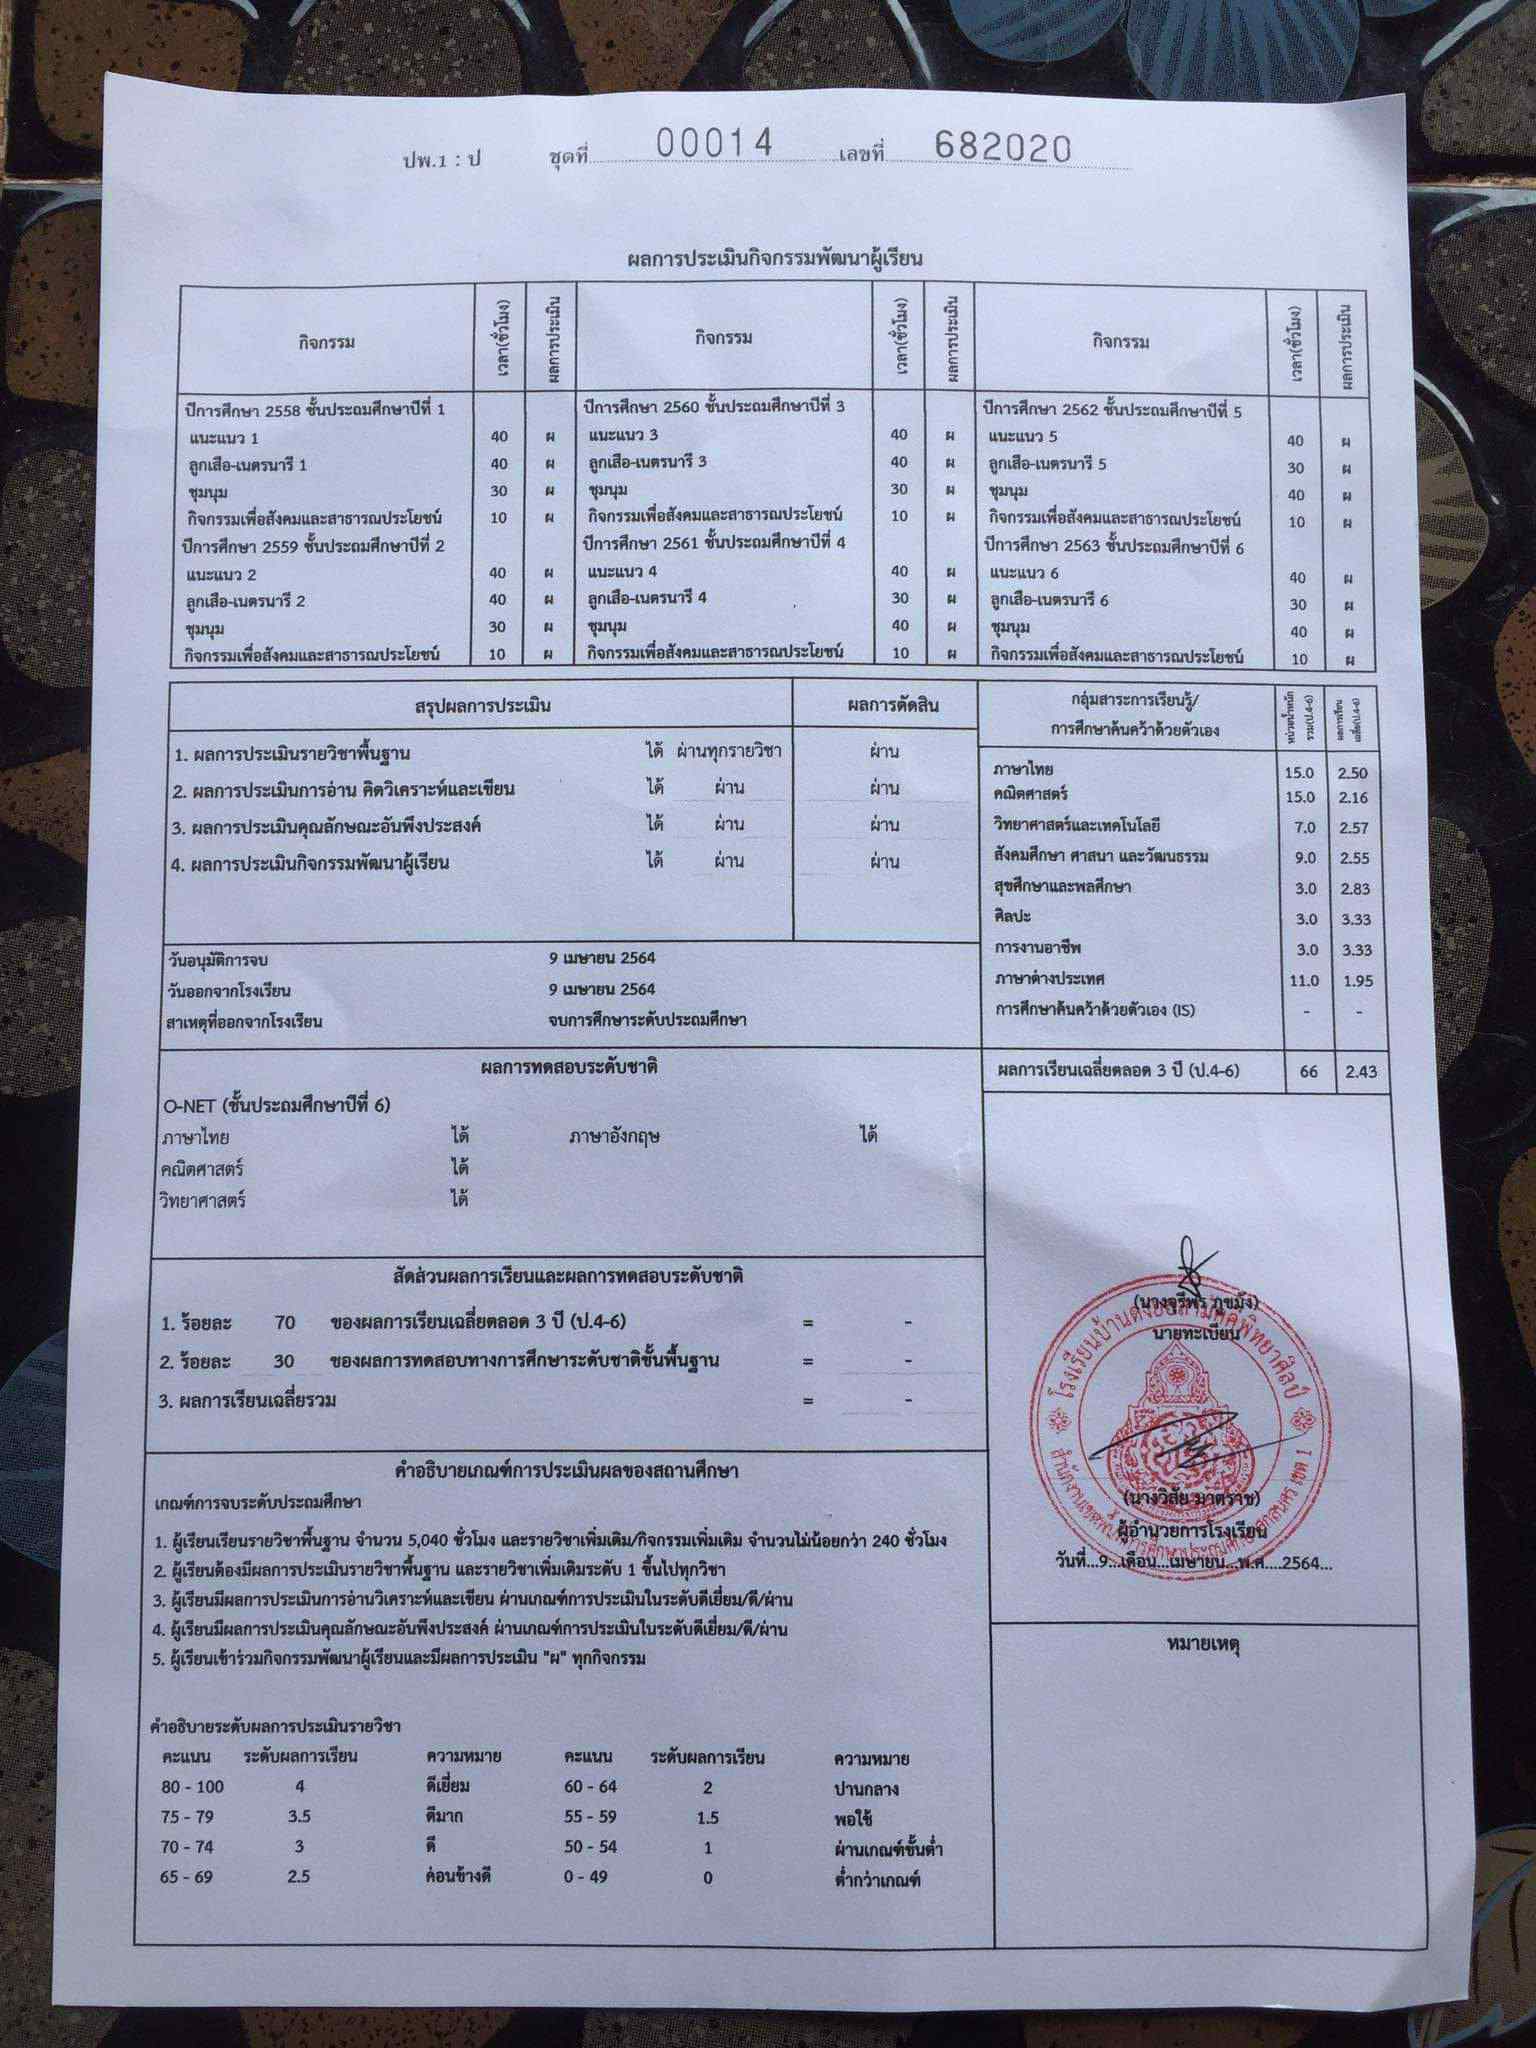 ปพ.1 : ป ชุดที่ 00014 เลขที่ 682020
ผลการประเมินกิจกรรมพัฒนาผู้เรียน
กิจกรรม เวลา(ชั่วโมง) ผลการประเมิน กิจกรรม เวลา(ชั่วโมง) ผลการประเมิน กิจกรรม เวลา(ชั่วโมง) ผลการประเมิน
ปีการศึกษา 2558 ชั้นประถมศึกษาปีที่ 1 ปีการศึกษา 2560 ชั้นประถมศึกษาปีที่ 3 ปีการศึกษา 2562 ชั้นประถมศึกษาปีที่ 5
แนะแนว 1 40 ผ แนะแนว 3 40 ผ แนะแนว 5 40 ผ
ลูกเสือ-เนตรนารี 1 40 ผ ลูกเสือ-เนตรนารี 3 40 ผ ลูกเสือ-เนตรนารี 5 30 ผ
ชุมนุม 30 ผ ชุมนุม 30 ผ ชุมนุม 40 ผ
กิจกรรมเพื่อสังคมและสาธารณประโยชน์ 10 ผ กิจกรรมเพื่อสังคมและสาธารณประโยชน์ 10 ผ กิจกรรมเพื่อสังคมและสาธารณประโยชน์ 10 ผ
ปีการศึกษา 2559 ชั้นประถมศึกษาปีที่ 2 ปีการศึกษา 2561 ชั้นประถมศึกษาปีที่ 4 ปีการศึกษา 2563 ชั้นประถมศึกษาปีที่ 6
แนะแนว 2 40 ผ แนะแนว 4 40 ผ แนะแนว 6 40 ผ
ลูกเสือ-เนตรนารี 2 40 ผ ลูกเสือ-เนตรนารี 4 30 ผ ลูกเสือ-เนตรนารี 6 30 ผ
ชุมนุม 30 ผ ชุมนุม 40 ผ ชุมนุม 40 ผ
กิจกรรมเพื่อสังคมและสาธารณประโยชน์ 10 ผ กิจกรรมเพื่อสังคมและสาธารณประโยชน์ 10 ผ กิจกรรมเพื่อสังคมและสาธารณประโยชน์ 10 ผ
สรุปผลการประเมิน ผลการตัดสิน
1. ผลการประเมินรายวิชาพื้นฐาน ได้ ผ่านทุกรายวิชา ผ่าน
2. ผลการประเมินการอ่าน คิดวิเคราะห์และเขียน ได้ ผ่าน ผ่าน
3. ผลการประเมินคุณลักษณะอันพึงประสงค์ ได้ ผ่าน ผ่าน
4. ผลการประเมินกิจกรรมพัฒนาผู้เรียน ได้ ผ่าน ผ่าน
วันอนุมัติการจบ 9 เมษายน 2564
วันออกจากโรงเรียน 9 เมษายน 2564
สาเหตุที่ออกจากโรงเรียน จบการศึกษาระดับประถมศึกษา
กลุ่มสาระการเรียนรู้/
การศึกษาค้นคว้าด้วยตัวเอง
หน่วยน้ำหนัก
รวม(ป.4-6)
ผลการเรียน
เฉลี่ย(ป.4-6)
ภาษาไทย 15.0 2.50
คณิตศาสตร์ 15.0 2.16
วิทยาศาสตร์และเทคโนโลยี 7.0 2.57
สังคมศึกษา ศาสนา และวัฒนธรรม 9.0 2.55
สุขศึกษาและพลศึกษา 3.0 2.83
ศิลปะ 3.0 3.33
การงานอาชีพ 3.0 3.33
ภาษาต่างประเทศ 11.0 1.95
การศึกษาค้นคว้าด้วยตัวเอง (IS) - -
ผลการเรียนเฉลี่ยตลอด 3 ปี (ป.4-6) 66 2.43
ผลการทดสอบระดับชาติ
O-NET (ชั้นประถมศึกษาปีที่ 6)
ภาษาไทย ได้ ภาษาอังกฤษ ได้
คณิตศาสตร์ ได้
วิทยาศาสตร์ ได้
สัดส่วนผลการเรียนและผลการทดสอบระดับชาติ
1. ร้อยละ 70 ของผลการเรียนเฉลี่ยตลอด 3 ปี (ป.4-6) = -
2. ร้อยละ 30 ของผลการทดสอบทางการศึกษาระดับชาติขั้นพื้นฐาน = -
3. ผลการเรียนเฉลี่ยรวม = -
(นางจุรีพร ภูขมัง)
นายทะเบียน
(นางวิสัย มาตราช)
ผู้อำนวยการโรงเรียน
วันที่...9...เดือน...เมษายน...พ.ศ....2564...
หมายเหตุ
คำอธิบายเกณฑ์การประเมินผลของสถานศึกษา
เกณฑ์การจบระดับประถมศึกษา
1. ผู้เรียนเรียนรายวิชาพื้นฐาน จำนวน 5,040 ชั่วโมง และรายวิชาเพิ่มเติม/กิจกรรมเพิ่มเติม จำนวนไม่น้อยกว่า 240 ชั่วโมง
2. ผู้เรียนต้องมีผลการประเมินรายวิชาพื้นฐาน และรายวิชาเพิ่มเติมระดับ 1 ขึ้นไปทุกวิชา
3. ผู้เรียนมีผลการประเมินการอ่านวิเคราะห์และเขียน ผ่านเกณฑ์การประเมินในระดับดีเยี่ยม/ดี/ผ่าน
4. ผู้เรียนมีผลการประเมินคุณลักษณะอันพึงประสงค์ ผ่านเกณฑ์การประเมินในระดับดีเยี่ยม/ดี/ผ่าน
5. ผู้เรียนเข้าร่วมกิจกรรมพัฒนาผู้เรียนและมีผลการประเมิน "ผ" ทุกกิจกรรม
คำอธิบายระดับผลการประเมินรายวิชา
คะแนน ระดับผลการเรียน ความหมาย คะแนน ระดับผลการเรียน ความหมาย
80 - 100 4 ดีเยี่ยม 60 - 64 2 ปานกลาง
75 - 79 3.5 ดีมาก 55 - 59 1.5 พอใช้
70 - 74 3 ดี 50 - 54 1 ผ่านเกณฑ์ขั้นต่ำ
65 - 69 2.5 ค่อนข้างดี 0 - 49 0 ต่ำกว่าเกณฑ์